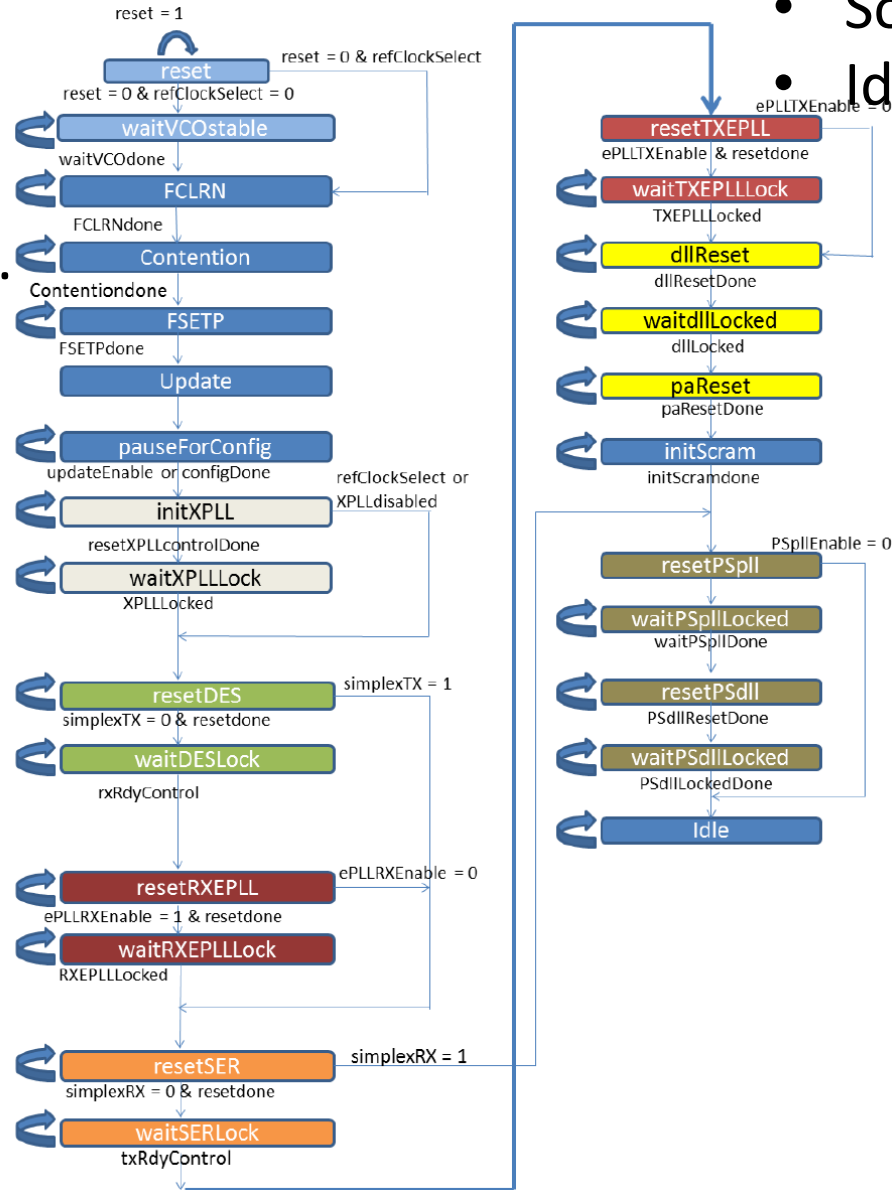 reset = 1
reset = 0 & refClockSelect
reset
reset = 0 & refClockSelect = 0
waitVCOstable
waitVCOdone
FCLRN
FCLRNdone
Contention
Contentiondone
FSETP
FSETPdone
Update
pauseForConfig
updateEnable or configDone
refClockSelect or
XPLLdisabled
initXPLL
resetXPLLcontrolDone
waitXPLLLock
XPLLLocked
resetDES
simplexTX = 1
simplexTX = 0 & resetdone
waitDESLock
rxRdyControl
resetRXEPLL
ePLLRXEnable = 0
ePLLRXEnable = 1 & resetdone
waitRXEPLLLock
RXEPLLLocked
resetSER
simplexRX = 1
simplexRX = 0 & resetdone
waitSERLock
txRdyControl
• Sc
• Id
ePLLTXEnable = 0
resetTXEPLL
ePLLTXEnable & resetdone
waitTXEPLLLock
TXEPLLLocked
dllReset
dllResetDone
waitdllLocked
dllLocked
paReset
paResetDone
initScram
initScramdone
PSpllEnable = 0
resetPSpll
waitPSpllLocked
waitPSpllDone
resetPSdll
PSdllResetDone
waitPSdllLocked
PSdllLockedDone
Idle